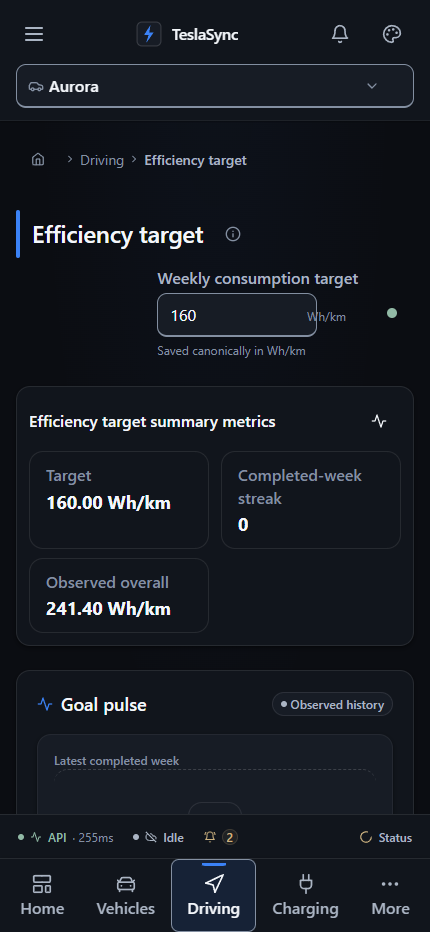 TeslaSync
Aurora
Driving
Efficiency target
Efficiency target
Weekly consumption target
160
Wh/km
Saved canonically in Wh/km
Efficiency target summary metrics
Target
160.00 Wh/km
Completed-week
streak
0
Observed overall
241.40 Wh/km
Goal pulse
Observed history
Latest completed week
API · 255ms
Idle
2
Status
Home
Vehicles
Driving
Charging
More